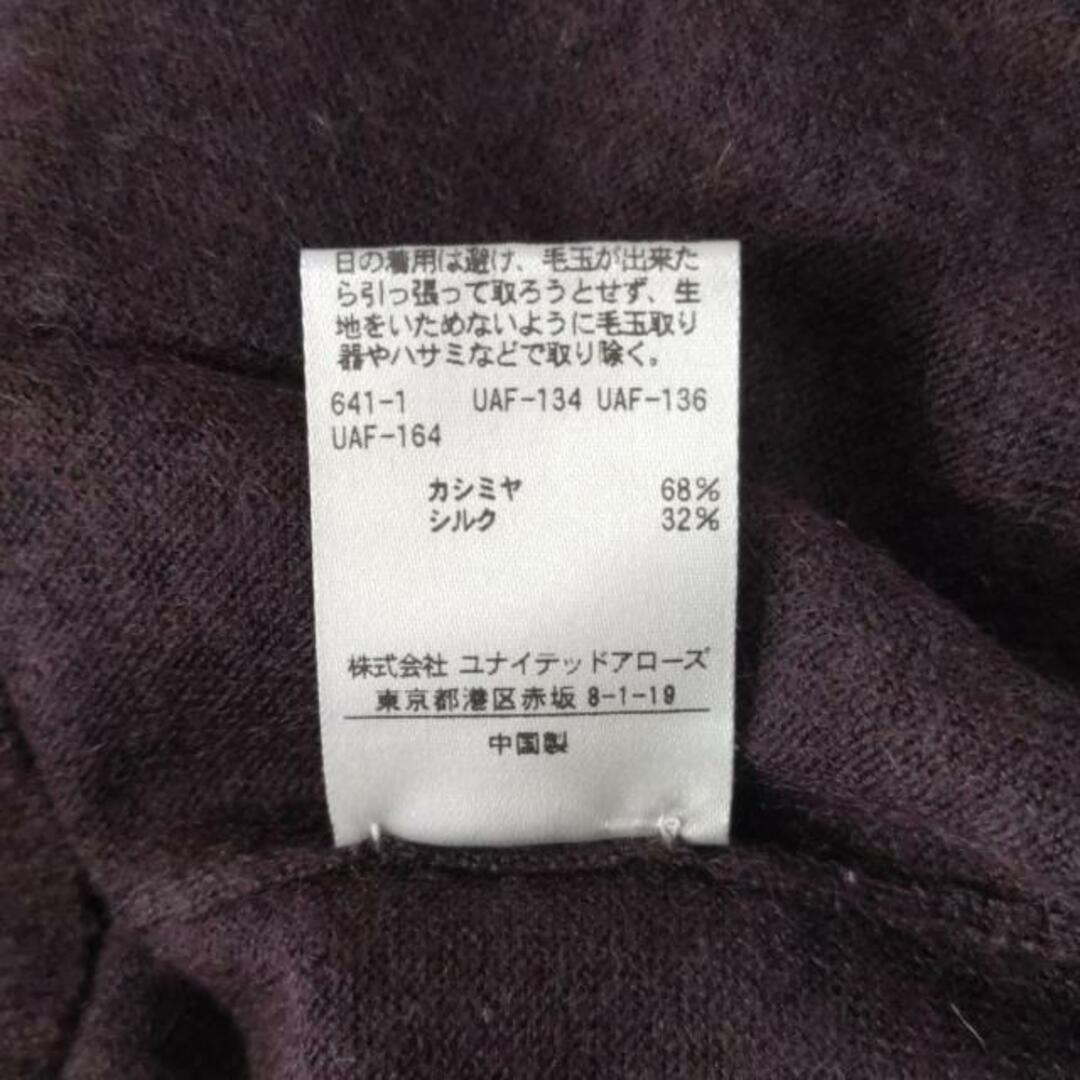 日の着用は避け、毛玉が出来た
ら引っ張って取ろうとせず、生
地をいためないように毛玉取り
器やハサミなどで取り除く。
641-1 UAF-134 UAF-136
UAF-164
カシミヤ 68%
シルク 32%
株式会社 ユナイテッドアローズ
東京都港区赤坂 8-1-19
中国製